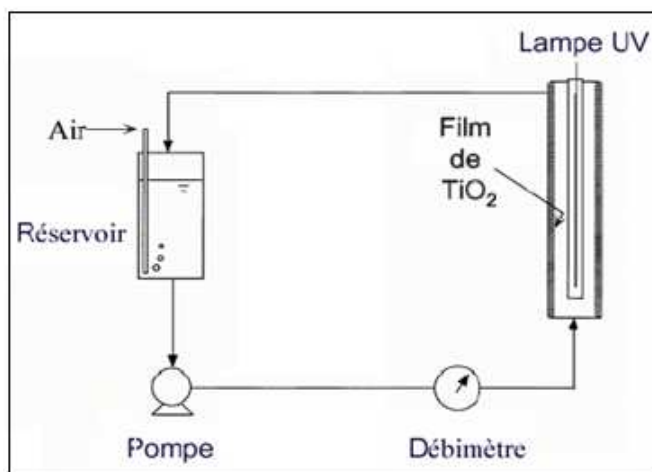 Lampe UV
Air
Film
de
TiO₂
Réservoir
Pompe
Débimètre